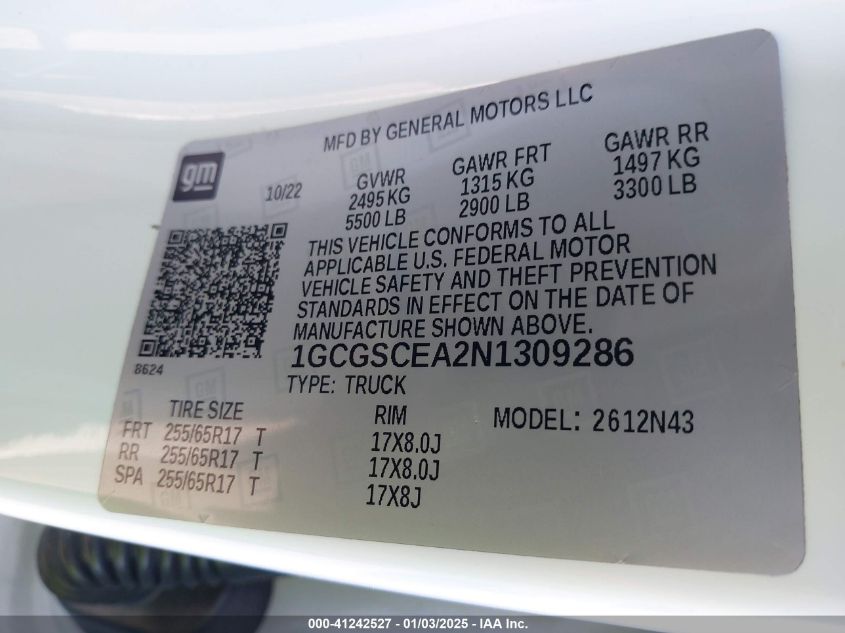 MFD BY GENERAL MOTORS LLC
gm
10/22
GVWR
2495 KG
5500 LB
GAWR FRT
1315 KG
2900 LB
GAWR RR
1497 KG
3300 LB
THIS VEHICLE CONFORMS TO ALL
APPLICABLE U.S. FEDERAL MOTOR
VEHICLE SAFETY AND THEFT PREVENTION
STANDARDS IN EFFECT ON THE DATE OF
MANUFACTURE SHOWN ABOVE.
8624
1GCGSCEA2N1309286
TYPE: TRUCK
TIRE SIZE
FRT 255/65R17 T
RR 255/65R17 T
SPA 255/65R17 T
RIM
17X8.0J
17X8.0J
17X8J
MODEL: 2612N43
000-41242527 - 01/03/2025 - IAA Inc.